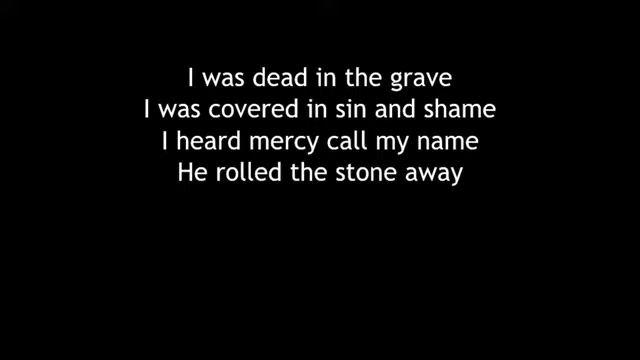 I was dead in the grave
I was covered in sin and shame
I heard mercy call my name
He rolled the stone away